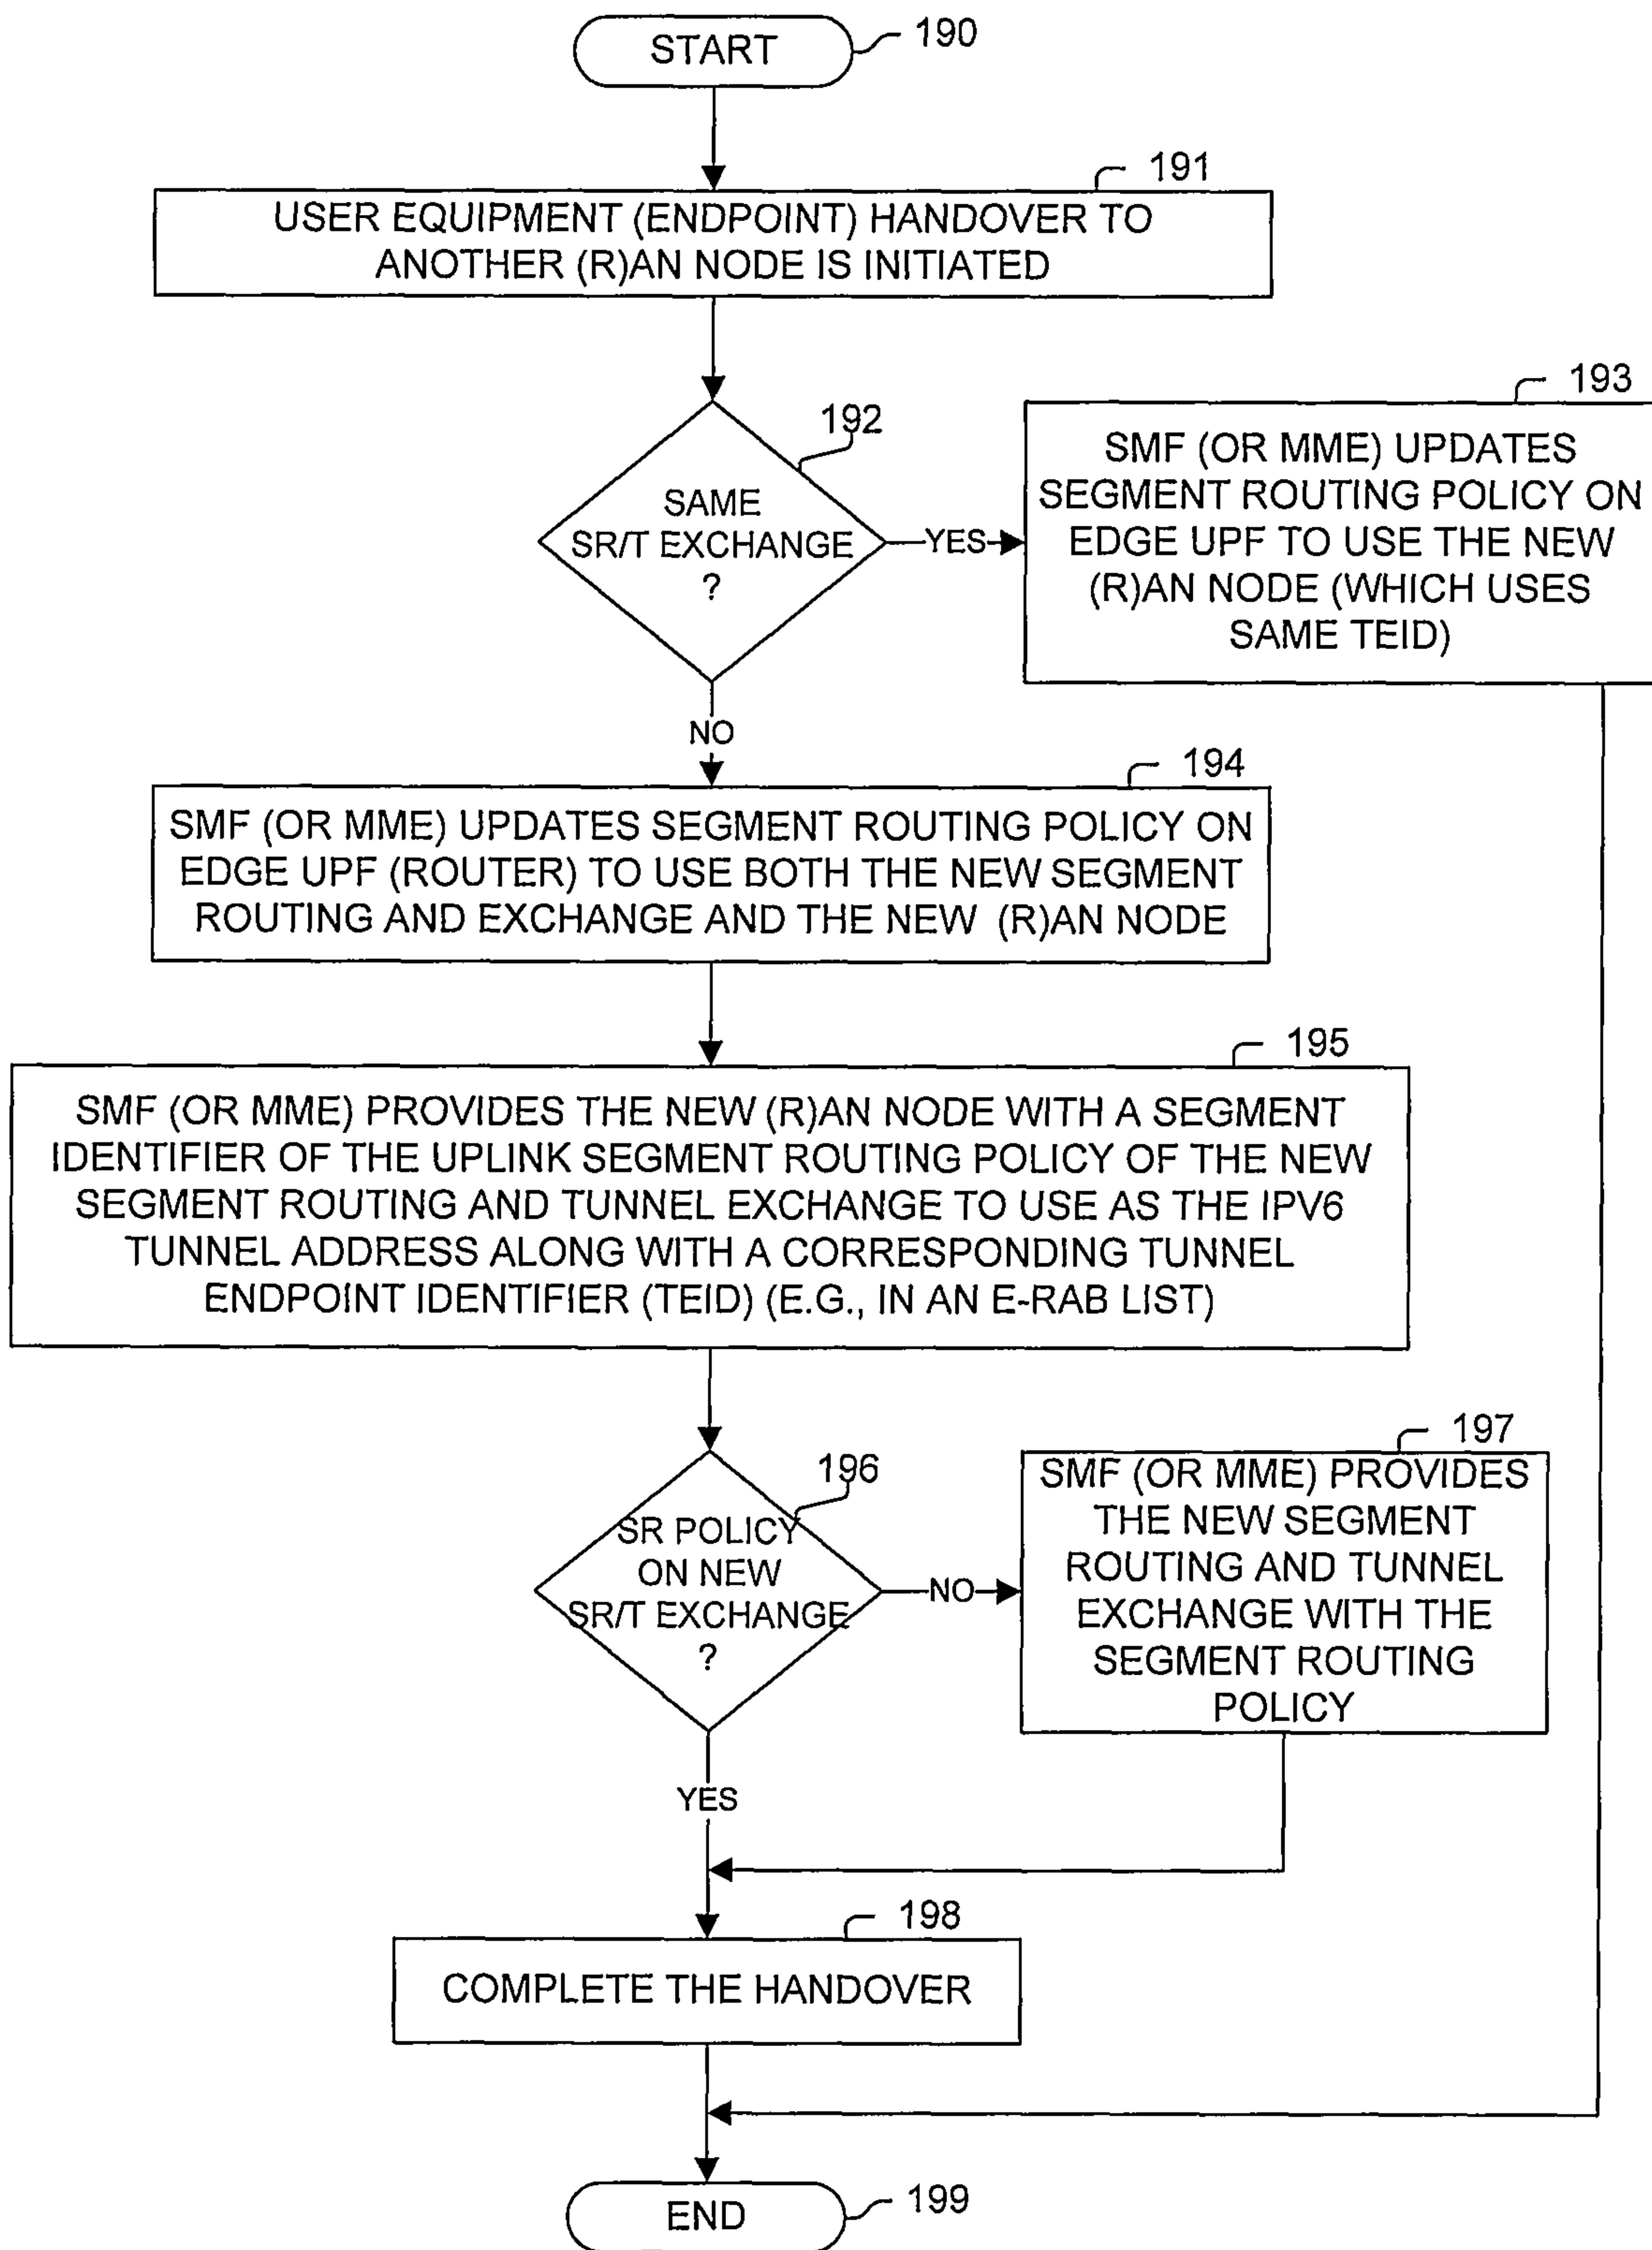 START
190
191
USER EQUIPMENT (ENDPOINT) HANDOVER TO
ANOTHER (R)AN NODE IS INITIATED
192
SAME
SR/T EXCHANGE
?
YES
193
SMF (OR MME) UPDATES
SEGMENT ROUTING POLICY ON
EDGE UPF TO USE THE NEW
(R)AN NODE (WHICH USES
SAME TEID)
NO
194
SMF (OR MME) UPDATES SEGMENT ROUTING POLICY ON
EDGE UPF (ROUTER) TO USE BOTH THE NEW SEGMENT
ROUTING AND EXCHANGE AND THE NEW (R)AN NODE
195
SMF (OR MME) PROVIDES THE NEW (R)AN NODE WITH A SEGMENT
IDENTIFIER OF THE UPLINK SEGMENT ROUTING POLICY OF THE NEW
SEGMENT ROUTING AND TUNNEL EXCHANGE TO USE AS THE IPV6
TUNNEL ADDRESS ALONG WITH A CORRESPONDING TUNNEL
ENDPOINT IDENTIFIER (TEID) (E.G., IN AN E-RAB LIST)
196
SR POLICY
ON NEW
SR/T EXCHANGE
?
NO
197
SMF (OR MME) PROVIDES
THE NEW SEGMENT
ROUTING AND TUNNEL
EXCHANGE WITH THE
SEGMENT ROUTING
POLICY
YES
198
COMPLETE THE HANDOVER
END
199